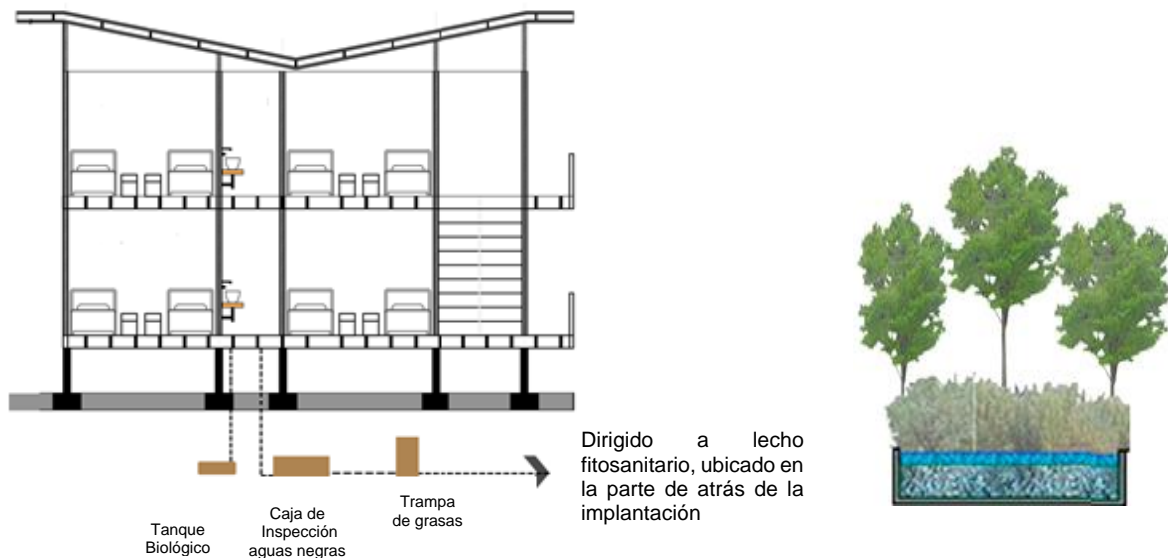 Dirigido a lecho
fitosanitario, ubicado en
la parte de atrás de la
implantación
Tanque
Biológico
Caja de
Inspección
aguas negras
Trampa
de grasas